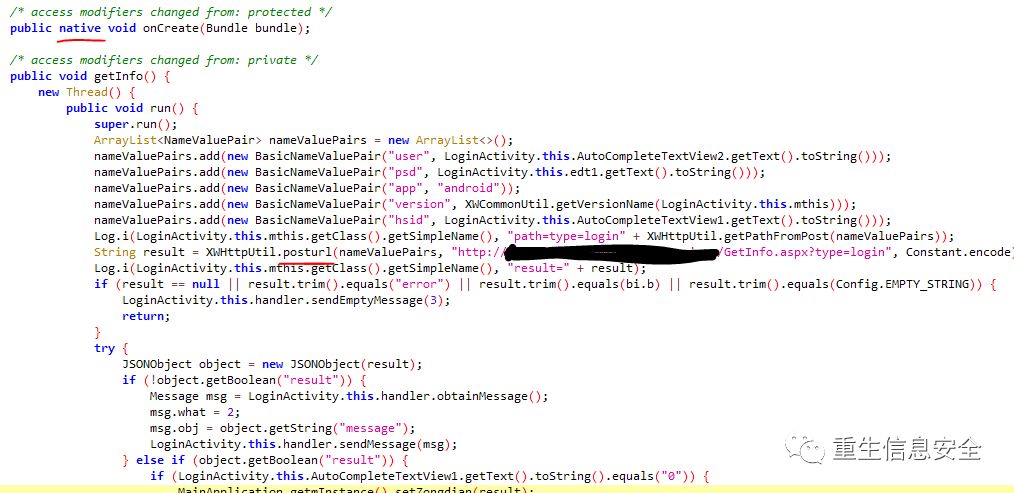 /* access modifiers changed from: protected */
public native void onCreate(Bundle bundle);
/* access modifiers changed from: private */
public void getInfo() {
new Thread() {
public void run() {
super.run();
ArrayList<NameValuePair> nameValuePairs = new ArrayList<>();
nameValuePairs.add(new BasicNameValuePair("user", LoginActivity.this.AutoCompleteTextView2.getText().toString()));
nameValuePairs.add(new BasicNameValuePair("psd", LoginActivity.this.edt1.getText().toString()));
nameValuePairs.add(new BasicNameValuePair("app", "android"));
nameValuePairs.add(new BasicNameValuePair("version", XWCommonUtil.getVersionName(LoginActivity.this.mthis)));
nameValuePairs.add(new BasicNameValuePair("hsid", LoginActivity.this.AutoCompleteTextView1.getText().toString()));
Log.i(LoginActivity.this.mthis.getClass().getSimpleName(), "path=type=login" + XWHttpUtil.getPathFromPost(nameValuePairs));
String result = XWHttpUtil.posturl(nameValuePairs, "http:// /GetInfo.aspx?type=login", Constant.encode)
Log.i(LoginActivity.this.mthis.getClass().getSimpleName(), "result=" + result);
if (result == null || result.trim().equals("error") || result.trim().equals(bi.b) || result.trim().equals(Config.EMPTY_STRING)) {
LoginActivity.this.handler.sendEmptyMessage(3);
return;
}
try {
JSONObject object = new JSONObject(result);
if (!object.getBoolean("result")) {
Message msg = LoginActivity.this.handler.obtainMessage();
msg.what = 2;
msg.obj = object.getString("message");
LoginActivity.this.handler.sendMessage(msg);
} else if (object.getBoolean("result")) {
if (LoginActivity.this.AutoCompleteTextView1.getText().toString().equals("0")) {
MainApplication.getmInstance().setZongdian(result);
重生信息安全